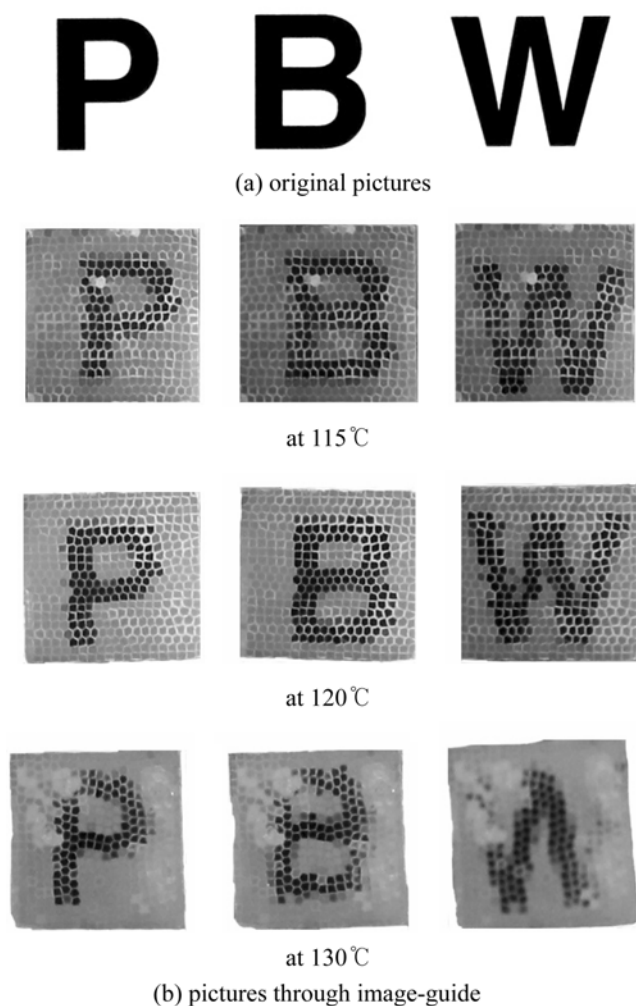 P B W
(a) original pictures
P B W
at 115℃
P B W
at 120℃
P B
at 130℃
(b) pictures through image-guide